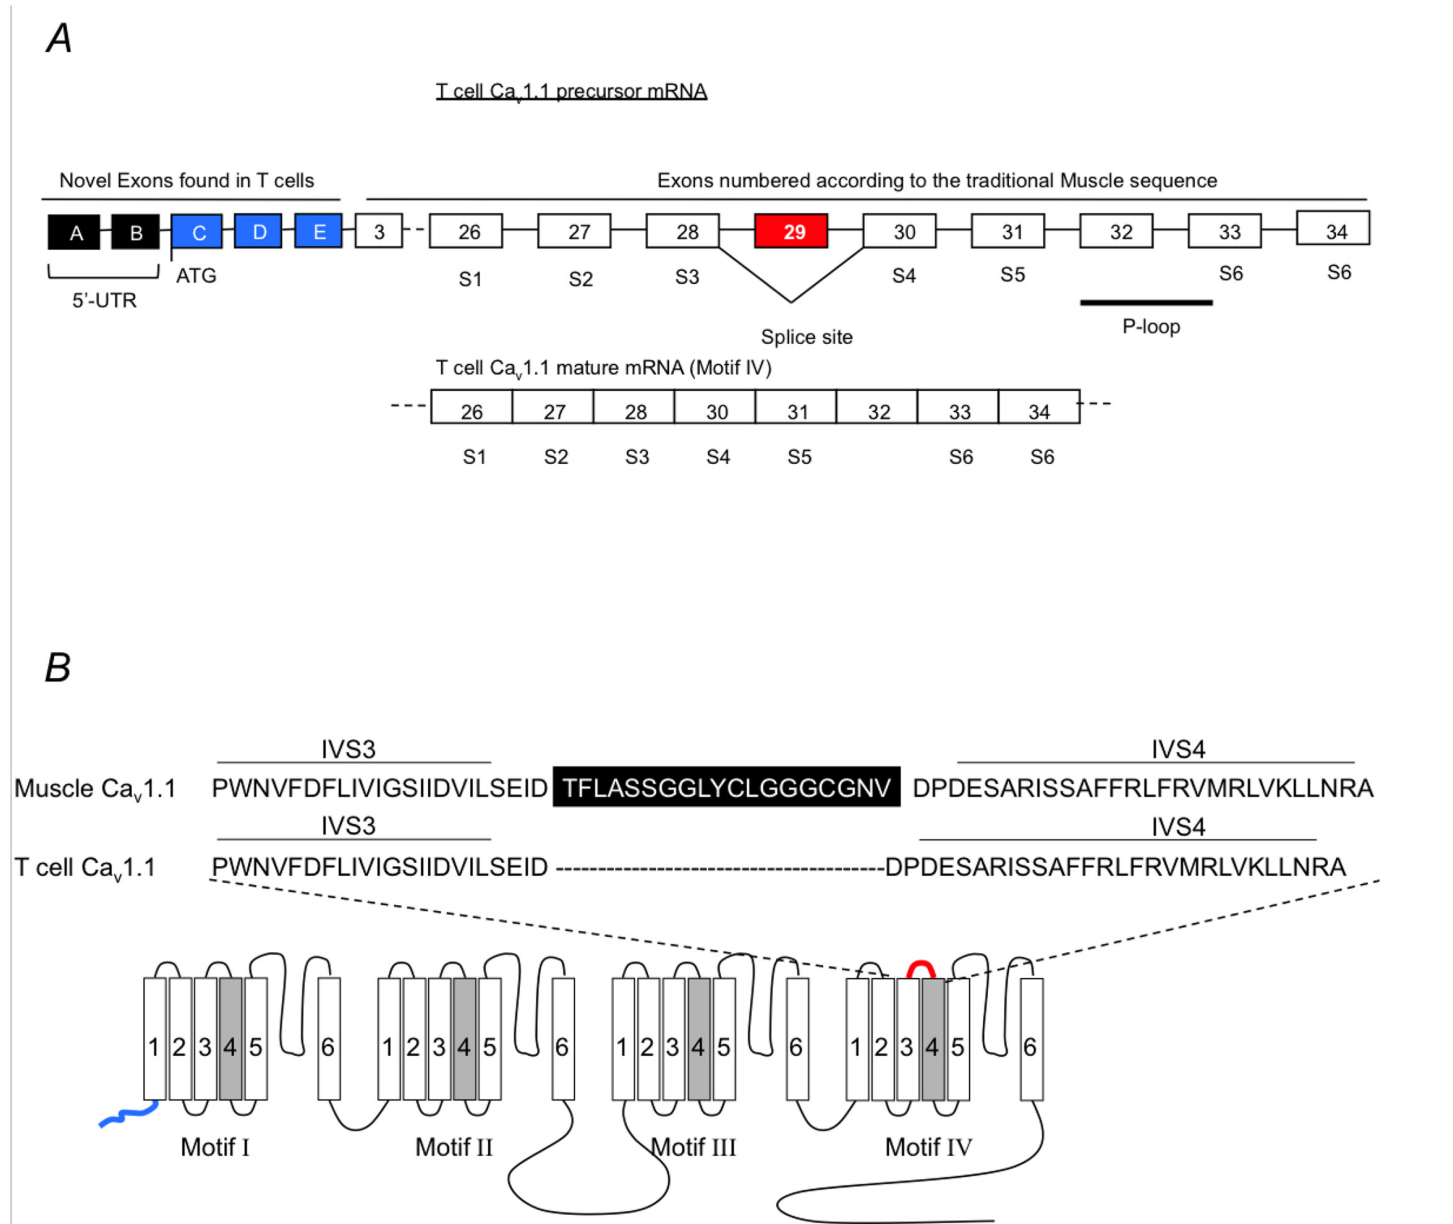 A
T cell Cav1.1 precursor mRNA
Novel Exons found in T cells
Exons numbered according to the traditional Muscle sequence
A B C D E 3 26 27 28 29 30 31 32 33 34
ATG
S1 S2 S3 S4 S5 S6 S6
5’-UTR
P-loop
Splice site
T cell Cav1.1 mature mRNA (Motif IV)
26 27 28 30 31 32 33 34
S1 S2 S3 S4 S5 S6 S6
B
IVS3 IVS4
Muscle Cav1.1 PWNVFDFLIVIGSIIDVILSEID TFLASSGGLYCLGGGCGNV DPDESARISSAFFRLFRVMRLVKLLNRA
IVS3 IVS4
T cell Cav1.1 PWNVFDFLIVIGSIIDVILSEID --------------------------------- DPDESARISSAFFRLFRVMRLVKLLNRA
1 2 3 4 5 6 1 2 3 4 5 6 1 2 3 4 5 6 1 2 3 4 5 6
Motif I Motif II Motif III Motif IV